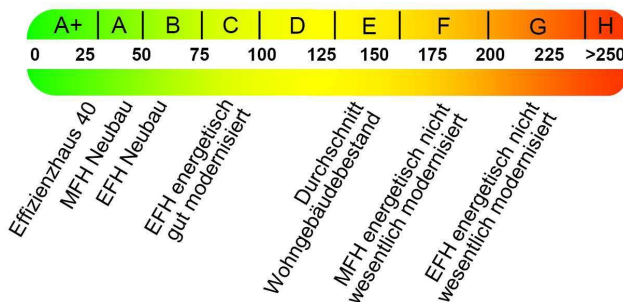 A+ A B C D E F G H
0 25 50 75 100 125 150 175 200 225 >250
Effizienzhaus 40
MFH Neubau
EFH Neubau
EFH energetisch
gut modernisiert
Durchschnitt
Wohngebäudebestand
MFH energetisch nicht
wesentlich modernisiert
EFH energetisch nicht
wesentlich modernisiert